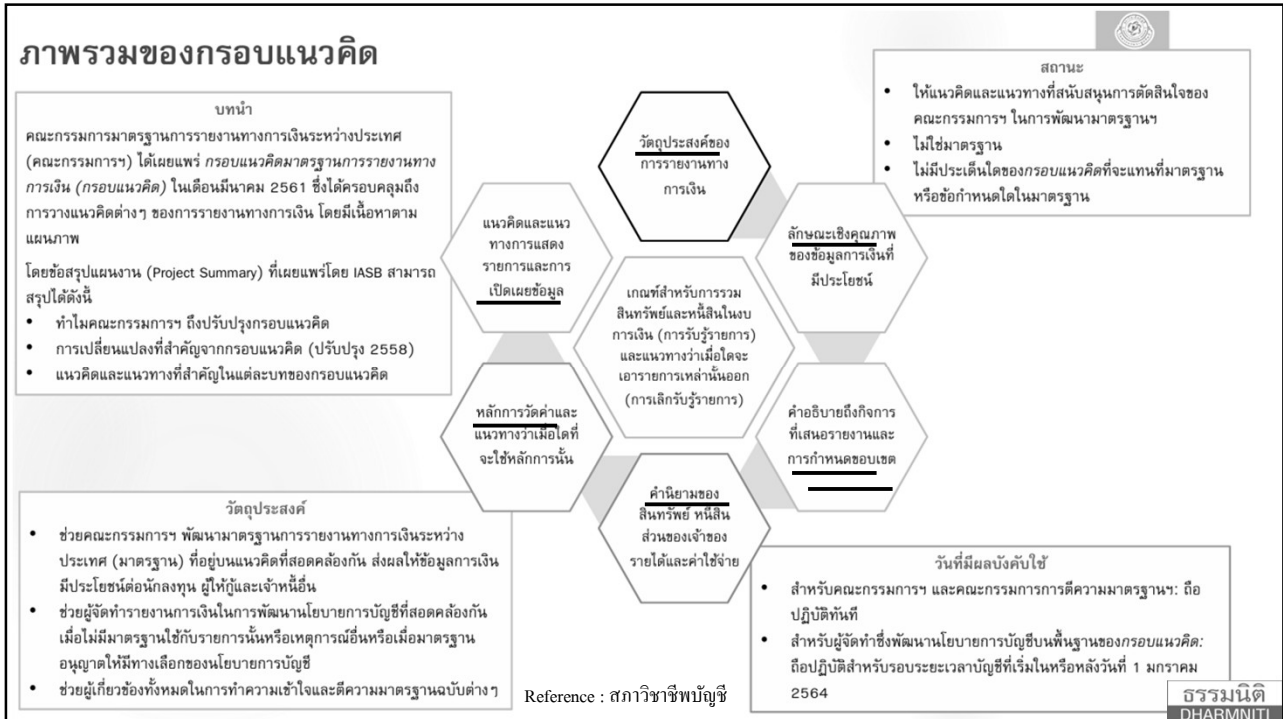 ภาพรวมของกรอบแนวคิด
บทนำ
คณะกรรมการมาตรฐานการรายงานทางการเงินระหว่างประเทศ
(คณะกรรมการฯ) ได้เผยแพร่ กรอบแนวคิดมาตรฐานการรายงานทาง
การเงิน (กรอบแนวคิด) ในเดือนมีนาคม 2561 ซึ่งได้ครอบคลุมถึง
การวางแนวคิดต่างๆ ของการรายงานทางการเงิน โดยมีเนื้อหาตาม
แผนภาพ
โดยข้อสรุปแผนงาน (Project Summary) ที่เผยแพร่โดย IASB สามารถ
สรุปได้ดังนี้
• ทำไมคณะกรรมการฯ ถึงปรับปรุงกรอบแนวคิด
• การเปลี่ยนแปลงที่สำคัญจากกรอบแนวคิด (ปรับปรุง 2558)
• แนวคิดและแนวทางที่สำคัญในแต่ละบทของกรอบแนวคิด
สถานะ
• ให้แนวคิดและแนวทางที่สนับสนุนการตัดสินใจของ
คณะกรรมการฯ ในการพัฒนามาตรฐานฯ
• ไม่ใช่มาตรฐาน
• ไม่มีประเด็นใดของกรอบแนวคิดที่จะแทนที่มาตรฐาน
หรือข้อกำหนดใดในมาตรฐาน
วัตถุประสงค์ของ
การรายงานทาง
การเงิน
ลักษณะเชิงคุณภาพ
ของข้อมูลการเงินที่
มีประโยชน์
คำอธิบายถึงกิจการ
ที่เสนอรายงานและ
การกำหนดขอบเขต
คำนิยามของ
สินทรัพย์ หนี้สิน
ส่วนของเจ้าของ
รายได้และค่าใช้จ่าย
หลักการวัดค่าและ
แนวทางว่าเมื่อใดที่
จะใช้หลักการนั้น
แนวคิดและแนว
ทางการแสดง
รายการและการ
เปิดเผยข้อมูล
เกณฑ์สำหรับการรวม
สินทรัพย์และหนี้สินในงบ
การเงิน (การรับรู้รายการ)
และแนวทางว่าเมื่อใดจะ
เอารายการเหล่านั้นออก
(การเลิกรับรู้รายการ)
วัตถุประสงค์
• ช่วยคณะกรรมการฯ พัฒนามาตรฐานการรายงานทางการเงินระหว่าง
ประเทศ (มาตรฐาน) ที่อยู่บนแนวคิดที่สอดคล้องกัน ส่งผลให้ข้อมูลการเงิน
มีประโยชน์ต่อนักลงทุน ผู้ให้กู้และเจ้าหนี้อื่น
• ช่วยผู้จัดทำรายงานการเงินในการพัฒนานโยบายการบัญชีที่สอดคล้องกัน
เมื่อไม่มีมาตรฐานใช้กับรายการนั้นหรือเหตุการณ์อื่นหรือเมื่อมาตรฐาน
อนุญาตให้มีทางเลือกของนโยบายการบัญชี
• ช่วยผู้เกี่ยวข้องทั้งหมดในการทำความเข้าใจและตีความมาตรฐานฉบับต่างๆ
วันที่มีผลบังคับใช้
• สำหรับคณะกรรมการฯ และคณะกรรมการการตีความมาตรฐานฯ: ถือ
ปฏิบัติทันที
• สำหรับผู้จัดทำซึ่งพัฒนานโยบายการบัญชีบนพื้นฐานของกรอบแนวคิด:
ถือปฏิบัติสำหรับรอบระยะเวลาบัญชีที่เริ่มในหรือหลังวันที่ 1 มกราคม
2564
Reference : สภาวิชาชีพบัญชี
ธรรมนิติ
DHARMNITI